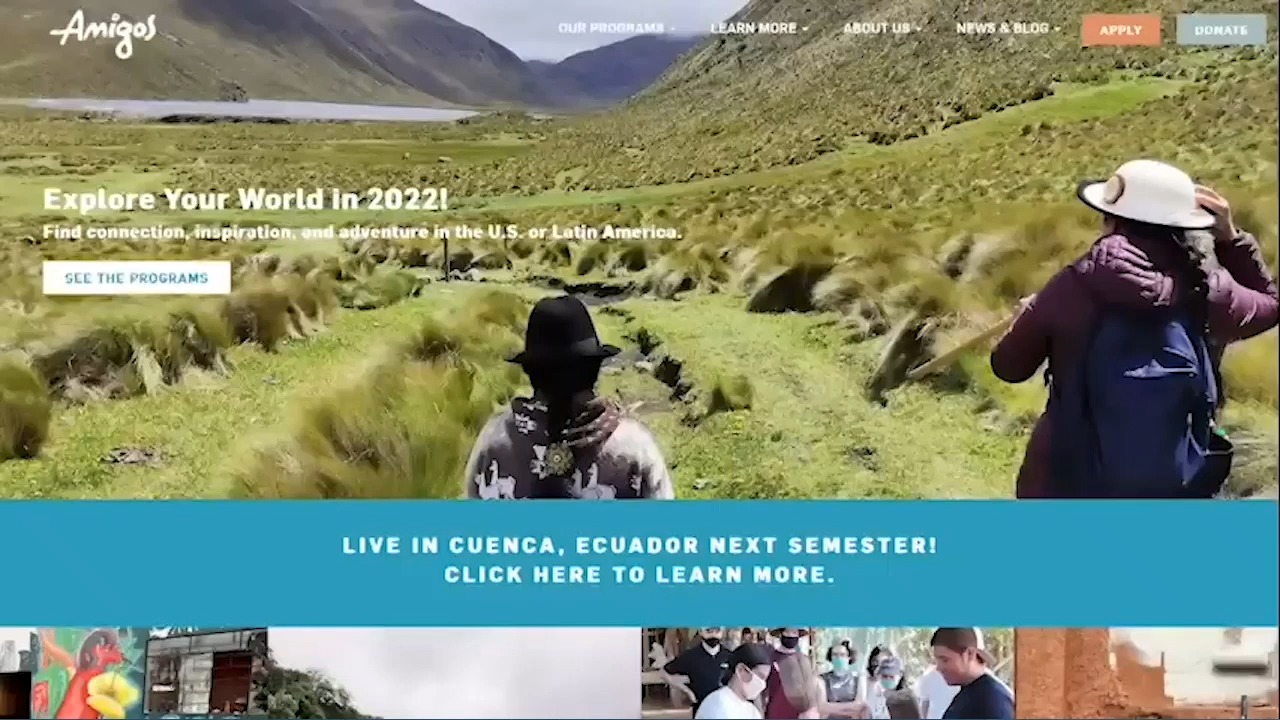 Amigos
OUR PROGRAMS
LEARN MORE
ABOUT US
NEWS & BLOG
APPLY
DONATE
Explore Your World in 2022!
Find connection, inspiration, and adventure in the U.S. or Latin America.
SEE THE PROGRAMS
LIVE IN CUENCA, ECUADOR NEXT SEMESTER!
CLICK HERE TO LEARN MORE.